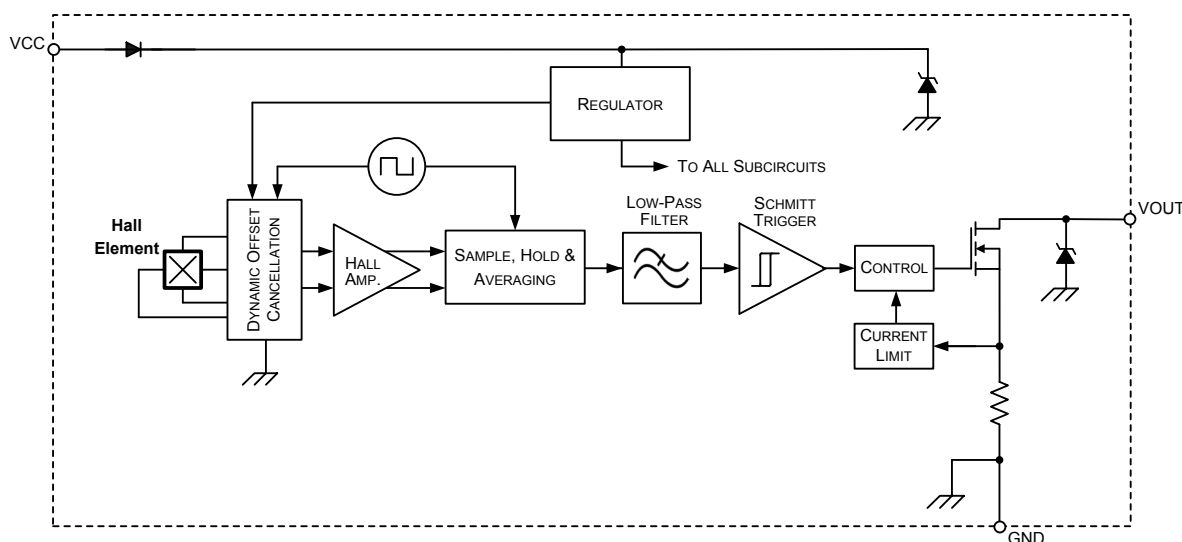 VCC
REGULATOR
TO ALL SUBCIRCUITS
Hall
Element
DYNAMIC OFFSET
CANCELLATION
HALL
AMP.
SAMPLE, HOLD &
AVERAGING
LOW-PASS
FILTER
SCHMITT
TRIGGER
CONTROL
CURRENT
LIMIT
VOUT
GND